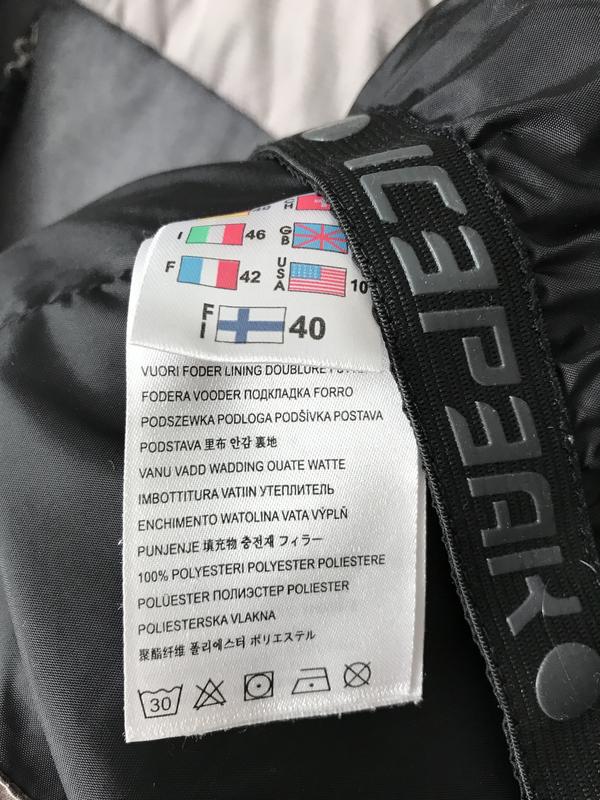 I 46 GB
F 42 USA 10
FI 40
VUORI FODER LINING DOUBLURE
FODERA VOODER ПОДКЛАДКА FORRO
PODSZEWKA PODLOGA PODŠÍVKA POSTAVA
PODSTAVA 里布 안감 裏地
VANU VADD WADDING OUATE WATTE
IMBOTTITURA VATIIN УТЕПЛИТЕЛЬ
ENCHIMENTO WATOLINA VATA VÝPLŇ
PUNJENJE 填充物 충전재 フィラー
100% POLYESTERI POLYESTER POLIESTERE
POLÜESTER ПОЛИЭСТЕР POLIESTER
POLIESTERSKA VLAKNA
聚酯纤维 폴리에스터 ポリエステル
30
ICEPEAK